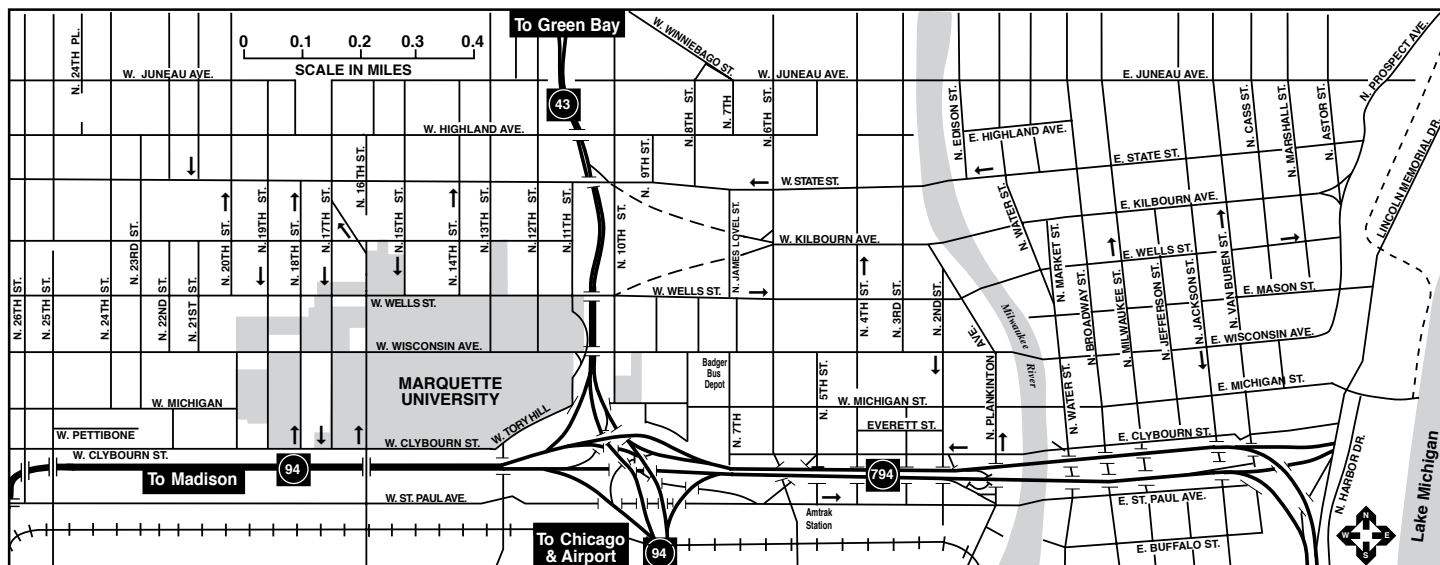 To Green Bay
N. 24TH PL.
0 0.1 0.2 0.3 0.4
SCALE IN MILES
W. WINNIEBAGO ST.
W. JUNEAU AVE.
W. JUNEAU AVE.
E. JUNEAU AVE.
N. PROSPECT AVE.
43
N. 8TH ST.
N. 7TH
N. 6TH ST.
N. EDISON ST.
N. CASS ST.
N. MARSHALL ST.
N. ASTOR ST.
W. HIGHLAND AVE.
E. HIGHLAND AVE.
LINCOLN MEMORIAL DR.
N. 16TH ST.
N. 9TH ST.
E. STATE ST.
W. STATE ST.
N. 23RD ST.
N. 20TH ST.
N. 19TH ST.
N. 18TH ST.
N. 17TH ST.
N. 15TH ST.
N. 14TH ST.
N. 13TH ST.
N. 12TH ST.
N. 11TH ST.
N. 10TH ST.
N. JAMES LOVEL ST.
N. WATER ST.
E. KILBOURN AVE.
W. KILBOURN AVE.
N. MARKET ST.
E. WELLS ST.
N. VAN BUREN ST.
N. 26TH ST.
N. 25TH ST.
N. 24TH ST.
N. 22ND ST.
N. 21ST ST.
W. WELLS ST.
W. WELLS ST.
N. 4TH ST.
N. 3RD ST.
N. 2ND ST.
E. MASON ST.
N. BROADWAY ST.
N. MILWAUKEE ST.
N. JEFFERSON ST.
N. JACKSON ST.
Milwaukee
River
W. WISCONSIN AVE.
E. WISCONSIN AVE.
N. PLANKINTON AVE.
Badger
Bus
Depot
MARQUETTE
UNIVERSITY
N. 5TH ST.
N. WATER ST.
E. MICHIGAN ST.
W. MICHIGAN
W. MICHIGAN ST.
W. TORY HILL
N. 7TH
EVERETT ST.
W. PETTIBONE
W. CLYBOURN ST.
E. CLYBOURN ST.
W. CLYBOURN ST.
N. HARBOR DR.
Lake Michigan
To Madison
94
794
W. ST. PAUL AVE.
E. ST. PAUL AVE.
Amtrak
Station
To Chicago
& Airport
94
E. BUFFALO ST.
N
W E
S